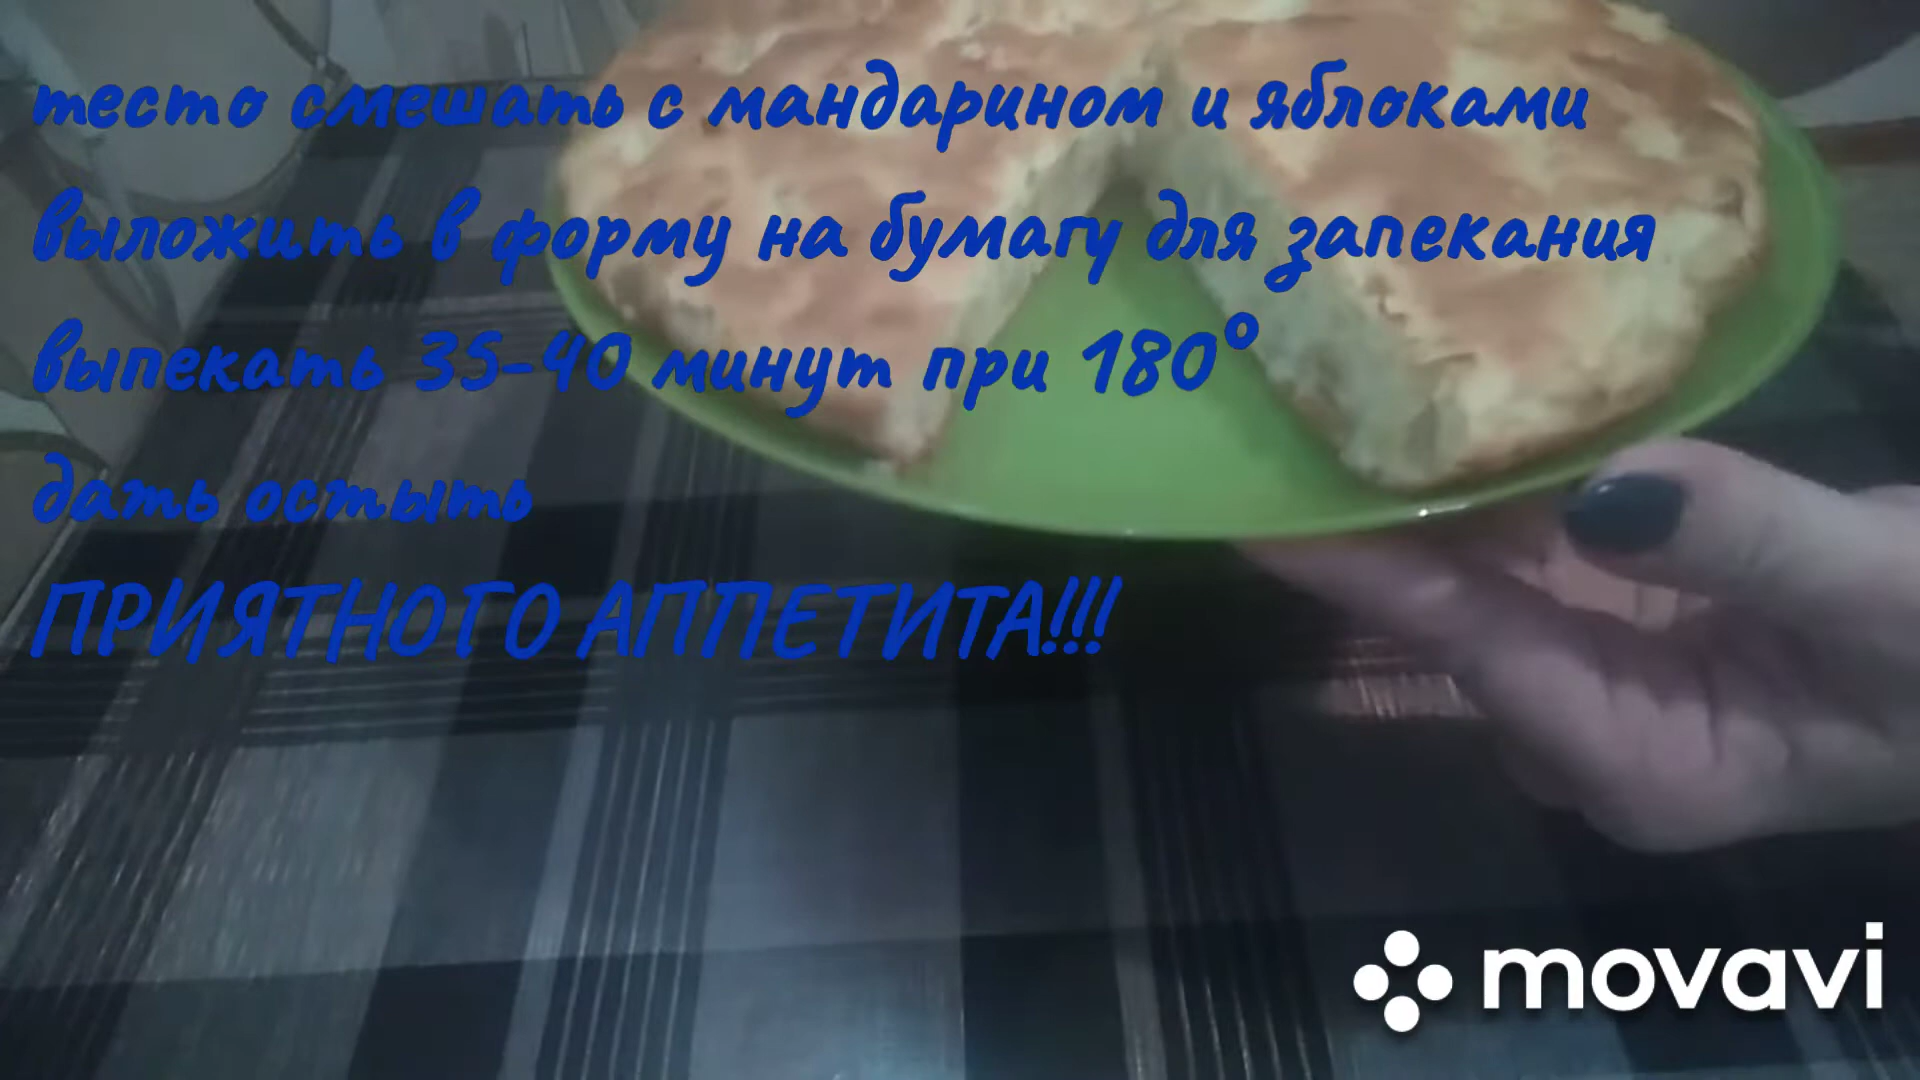 тесто смешать с мандарином и яблоками
выложить в форму на бумагу для запекания
выпекать 35-40 минут при 180°
дать остыть
ПРИЯТНОГО АППЕТИТА!!!
movavi